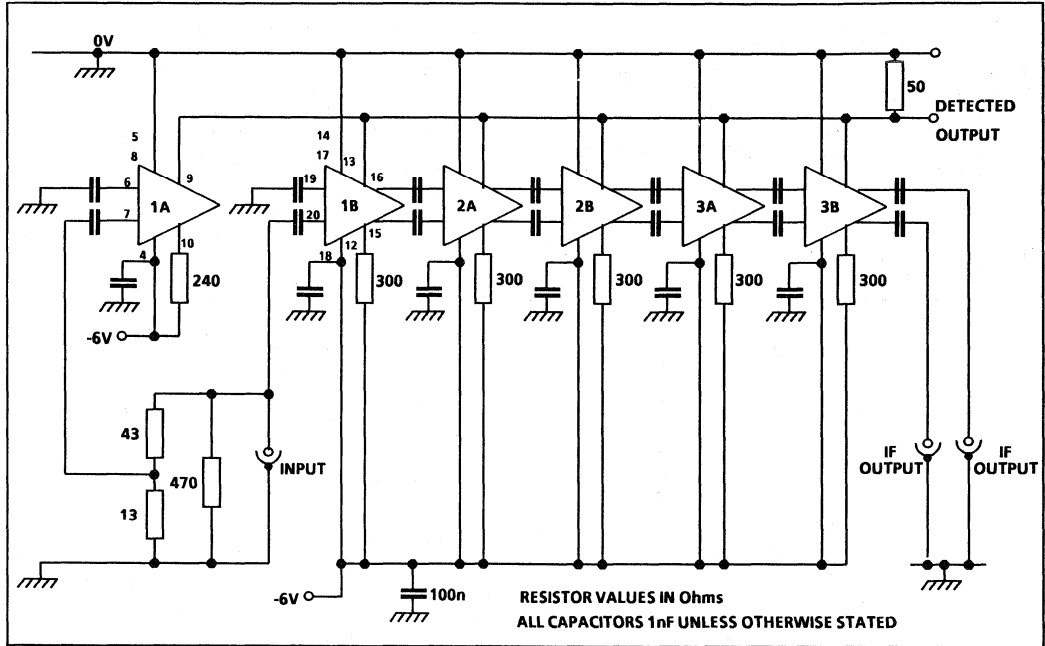 0V
50
DETECTED
OUTPUT
5
8
14
17
13
6
9
19
16
7
1A
20
1B
2A
2B
3A
3B
10
12
15
4
18
240
300
300
300
300
300
-6V
43
470
INPUT
13
IF
OUTPUT
IF
OUTPUT
-6V
100n
RESISTOR VALUES IN Ohms
ALL CAPACITORS 1nF UNLESS OTHERWISE STATED